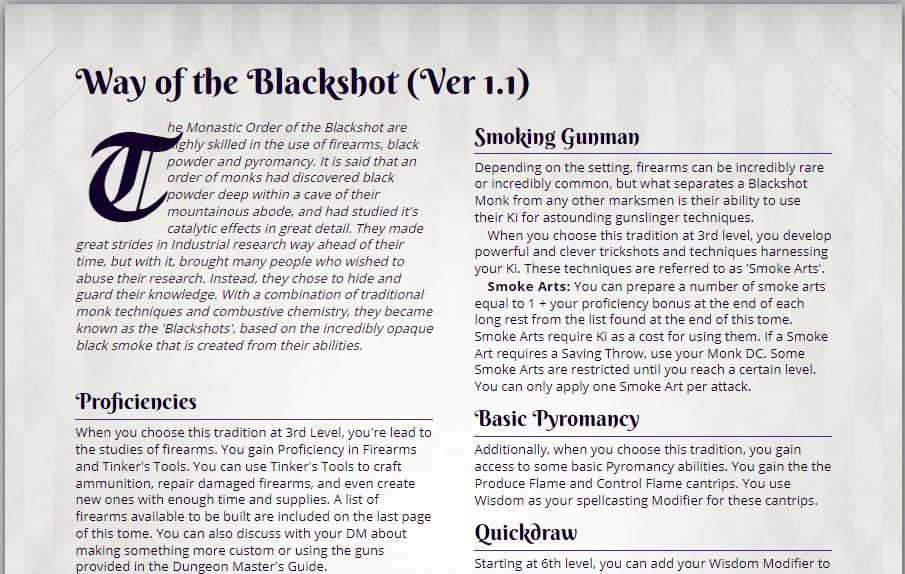 Way of the Blackshot (Ver 1.1)
The Monastic Order of the Blackshot are
highly skilled in the use of firearms, black
powder and pyromancy. It is said that an
order of monks had discovered black
powder deep within a cave of their
mountainous abode, and had studied it's
catalytic effects in great detail. They made
great strides in Industrial research way ahead of their
time, but with it, brought many people who wished to
abuse their research. Instead, they chose to hide and
guard their knowledge. With a combination of traditional
monk techniques and combustive chemistry, they became
known as the 'Blackshots', based on the incredibly opaque
black smoke that is created from their abilities.
Proficiencies
When you choose this tradition at 3rd Level, you're lead to
the studies of firearms. You gain Proficiency in Firearms
and Tinker's Tools. You can use Tinker's Tools to craft
ammunition, repair damaged firearms, and even create
new ones with enough time and supplies. A list of
firearms available to be built are included on the last page
of this tome. You can also discuss with your DM about
making something more custom or using the guns
provided in the Dungeon Master's Guide.
Smoking Gunman
Depending on the setting, firearms can be incredibly rare
or incredibly common, but what separates a Blackshot
Monk from any other marksmen is their ability to use
their Ki for astounding gunslinger techniques.
When you choose this tradition at 3rd level, you develop
powerful and clever trickshots and techniques harnessing
your Ki. These techniques are referred to as 'Smoke Arts'.
Smoke Arts: You can prepare a number of smoke arts
equal to 1 + your proficiency bonus at the end of each
long rest from the list found at the end of this tome.
Smoke Arts require Ki as a cost for using them. If a Smoke
Art requires a Saving Throw, use your Monk DC. Some
Smoke Arts are restricted until you reach a certain level.
You can only apply one Smoke Art per attack.
Basic Pyromancy
Additionally, when you choose this tradition, you gain
access to some basic Pyromancy abilities. You gain the the
Produce Flame and Control Flame cantrips. You use
Wisdom as your spellcasting Modifier for these cantrips.
Quickdraw
Starting at 6th level, you can add your Wisdom Modifier to